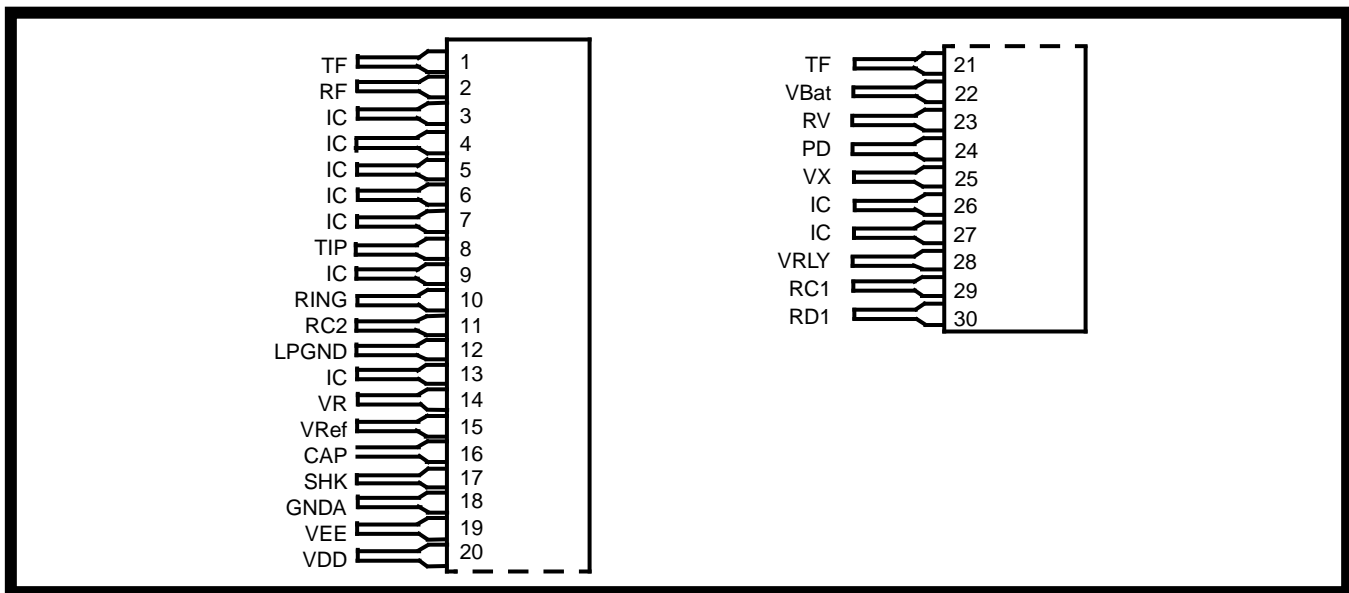 TF 1
RF 2
IC 3
IC 4
IC 5
IC 6
IC 7
TIP 8
IC 9
RING 10
RC2 11
LPGND 12
IC 13
VR 14
VRef 15
CAP 16
SHK 17
GNDA 18
VEE 19
VDD 20
TF 21
VBat 22
RV 23
PD 24
VX 25
IC 26
IC 27
VRLY 28
RC1 29
RD1 30